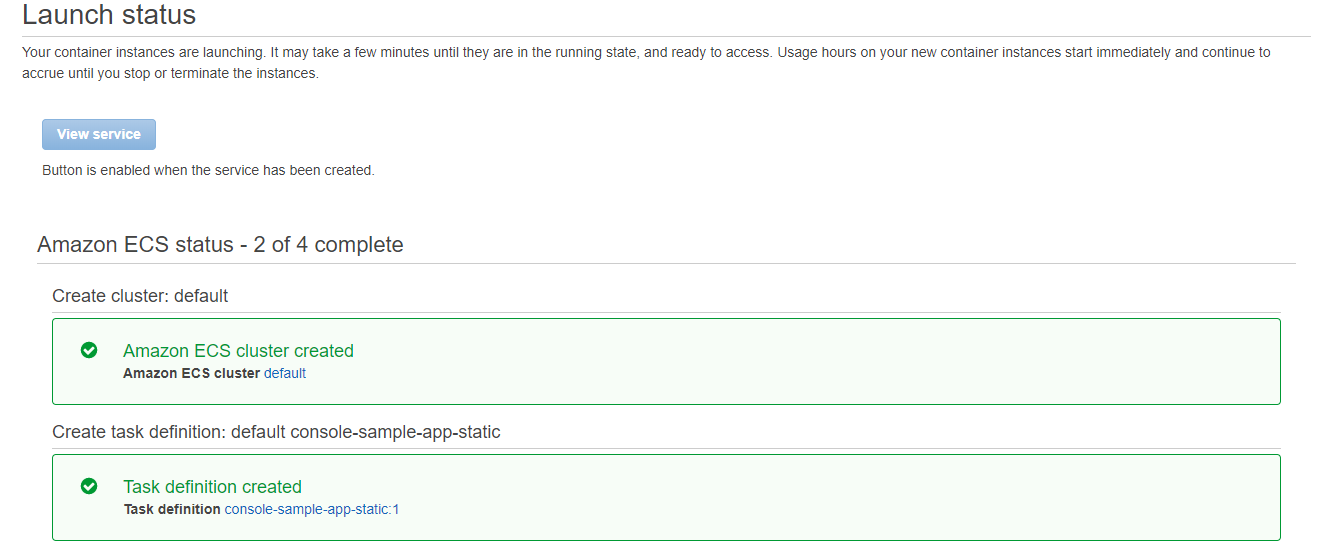 Launch status
Your container instances are launching. It may take a few minutes until they are in the running state, and ready to access. Usage hours on your new container instances start immediately and continue to
accrue until you stop or terminate the instances.
View service
Button is enabled when the service has been created.
Amazon ECS status - 2 of 4 complete
Create cluster: default
Amazon ECS cluster created
Amazon ECS cluster default
Create task definition: default console-sample-app-static
Task definition created
Task definition console-sample-app-static:1